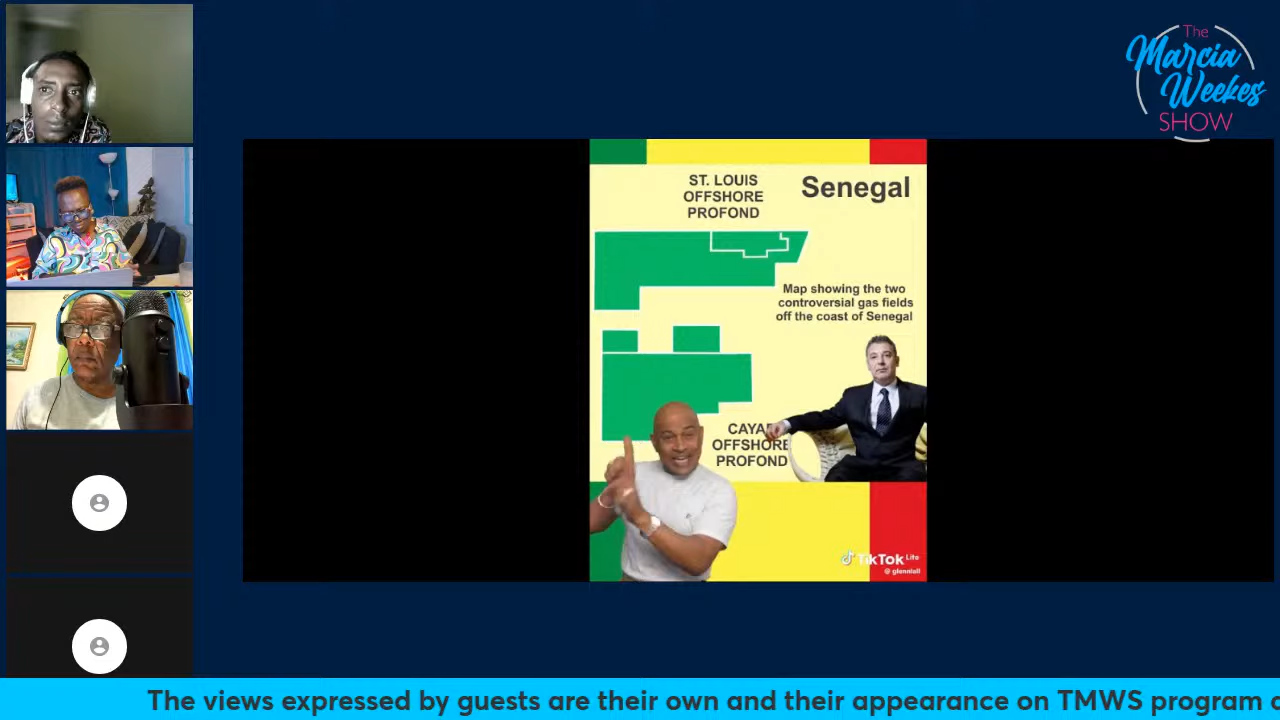 The
Marcia
Weekes
SHOW
ST. LOUIS
OFFSHORE
PROFOND
Senegal
Map showing the two
controversial gas fields
off the coast of Senegal
CAYA
OFFSHORE
PROFOND
TikTok Lite
@glennlall
The views expressed by guests are their own and their appearance on TMWS program